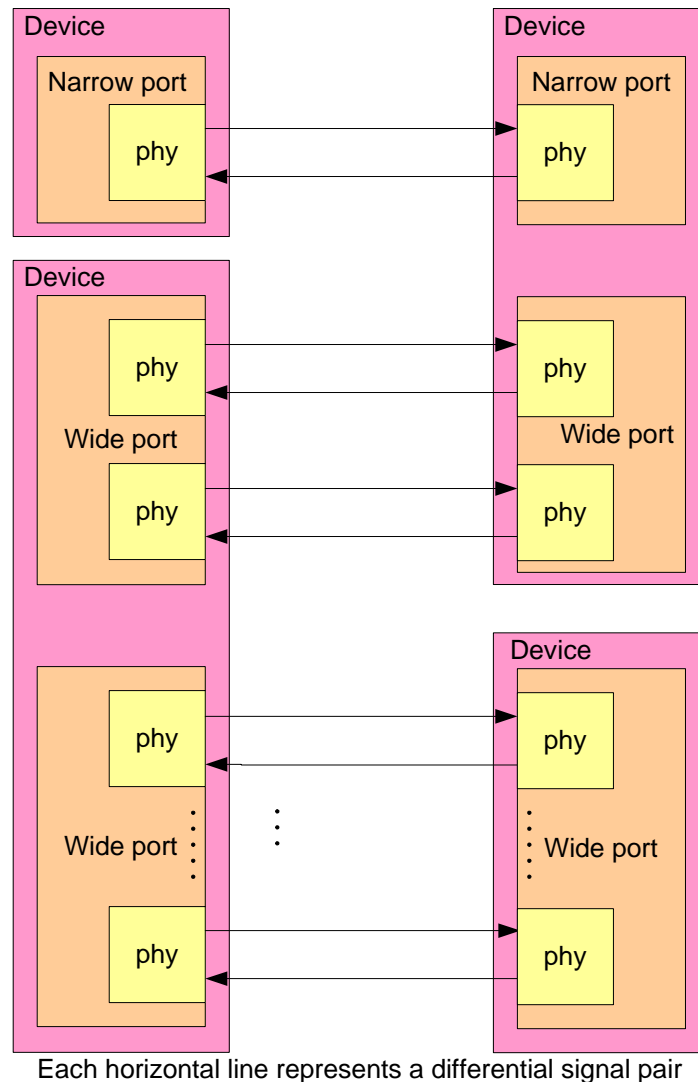 Device
Narrow port
phy
Device
Narrow port
phy
Device
phy
Wide port
phy
phy
Wide port
phy
phy
Wide port
phy
Device
phy
Wide port
phy
Each horizontal line represents a differential signal pair